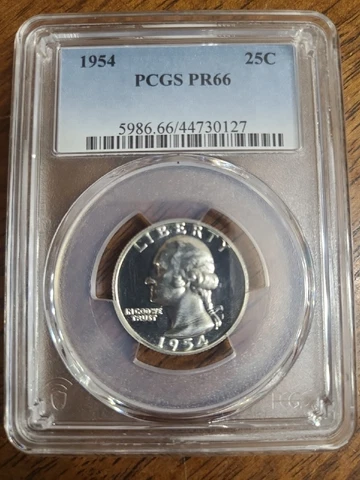 1954 25C
PCGS PR66
5986.66/44730127
LIBERTY
IN GOD WE
TRUST
1954